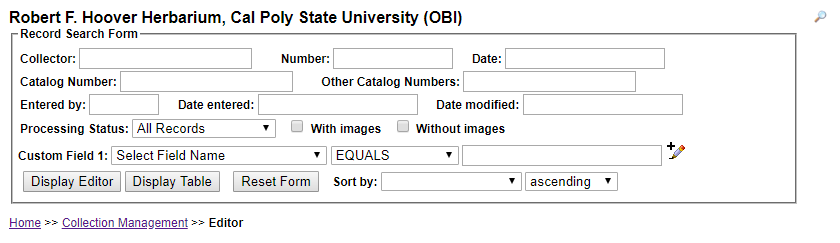 Robert F. Hoover Herbarium, Cal Poly State University (OBI)
Record Search Form
Collector: Number: Date:
Catalog Number: Other Catalog Numbers:
Entered by: Date entered: Date modified:
Processing Status: All Records With images Without images
Custom Field 1: Select Field Name EQUALS
Display Editor Display Table Reset Form Sort by: ascending
Home >> Collection Management >> Editor